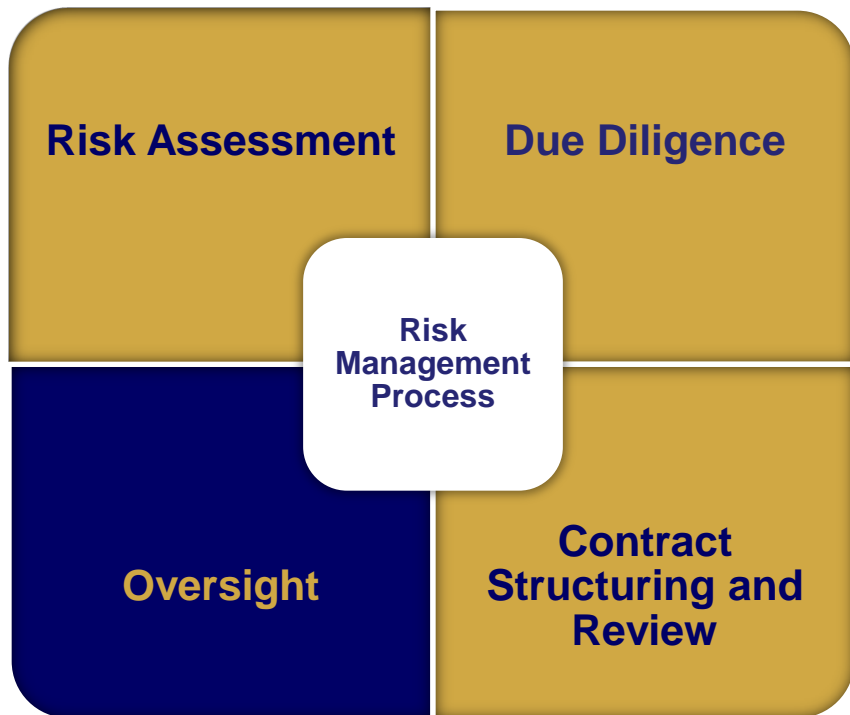 Risk Assessment
Due Diligence
Risk
Management
Process
Oversight
Contract
Structuring and
Review